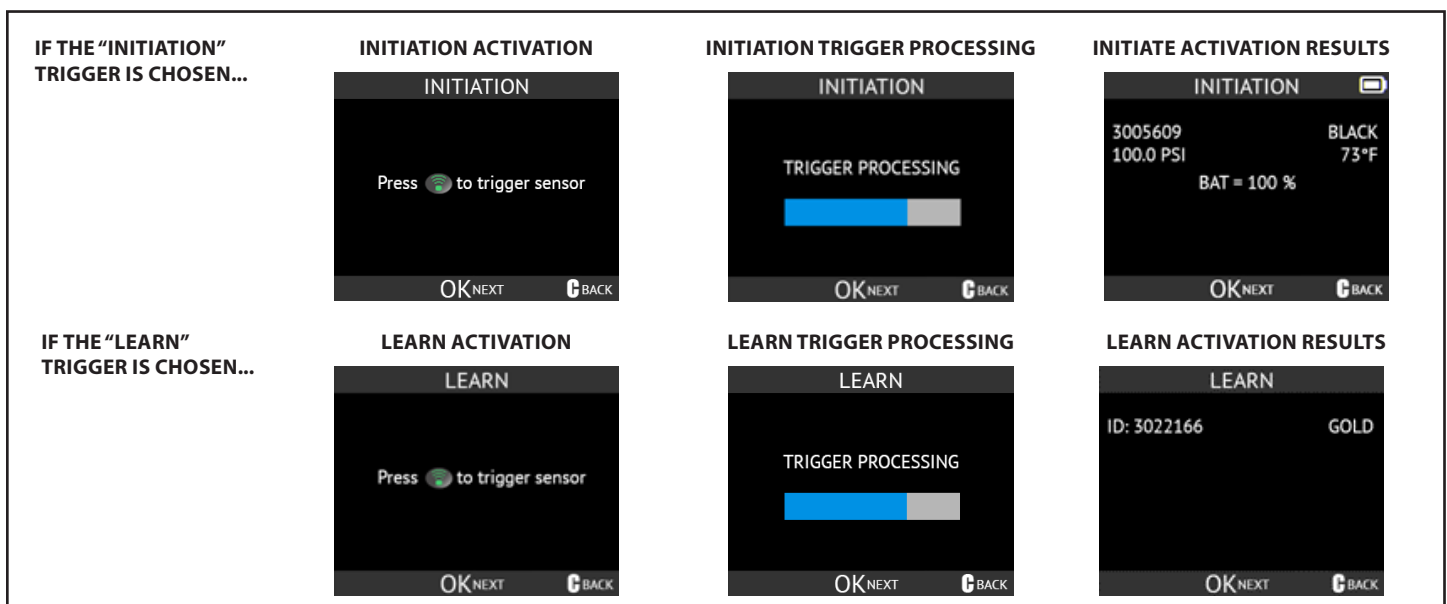 IF THE “INITIATION”
TRIGGER IS CHOSEN...
INITIATION ACTIVATION
INITIATION
Press to trigger sensor
OK NEXT C BACK
INITIATION TRIGGER PROCESSING
INITIATION
TRIGGER PROCESSING
OK NEXT C BACK
INITIATE ACTIVATION RESULTS
INITIATION
3005609 BLACK
100.0 PSI 73°F
BAT = 100 %
OK NEXT C BACK
IF THE “LEARN”
TRIGGER IS CHOSEN...
LEARN ACTIVATION
LEARN
Press to trigger sensor
OK NEXT C BACK
LEARN TRIGGER PROCESSING
LEARN
TRIGGER PROCESSING
OK NEXT C BACK
LEARN ACTIVATION RESULTS
LEARN
ID: 3022166 GOLD
OK NEXT C BACK